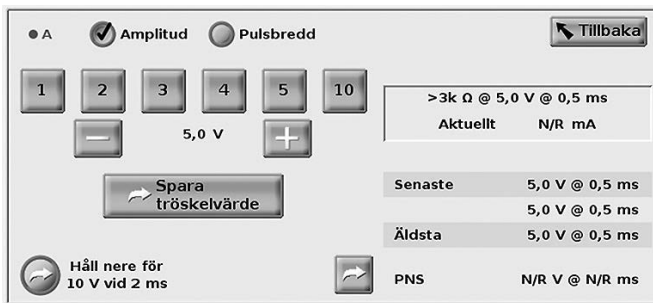 A Amplitud Pulsbredd Tillbaka
1 2 3 4 5 10
5,0 V
>3k Ω @ 5,0 V @ 0,5 ms
Aktuellt N/R mA
Spara
tröskelvärde
Senaste 5,0 V @ 0,5 ms
5,0 V @ 0,5 ms
Äldsta 5,0 V @ 0,5 ms
Håll nere för
10 V vid 2 ms
PNS N/R V @ N/R ms